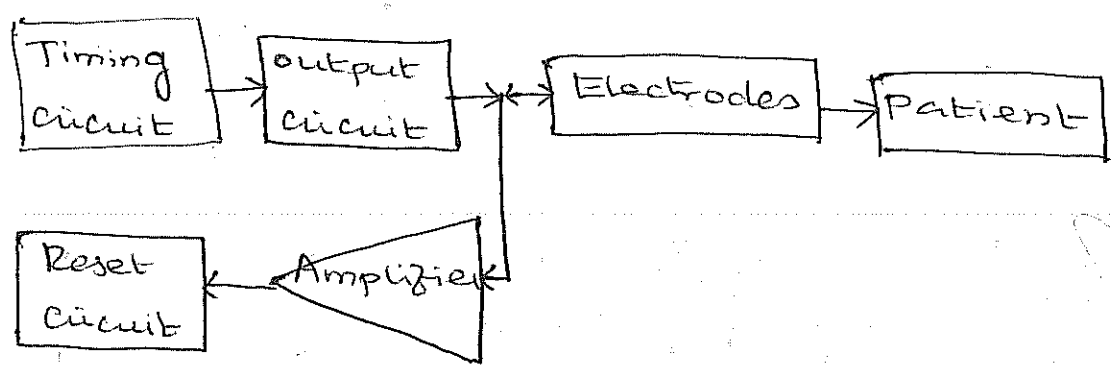 Timing
circuit
output
circuit
Electrodes
Patient
Reset
circuit
Amplifier